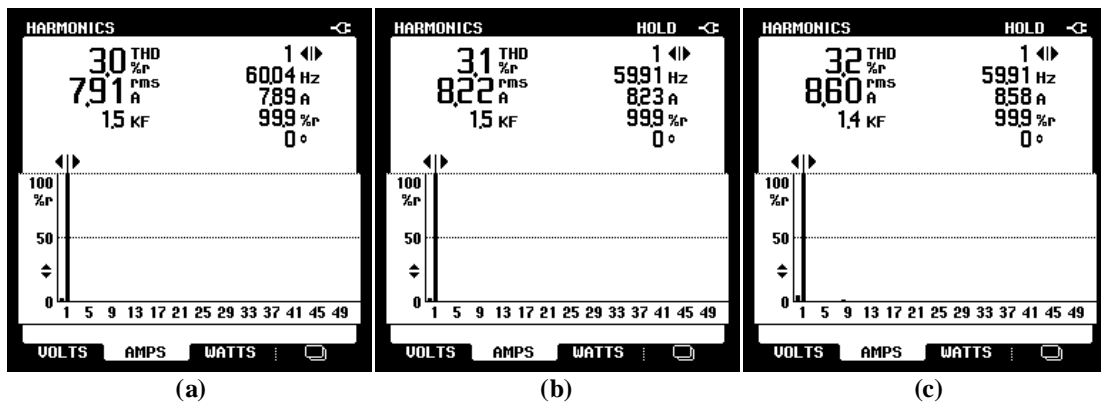 HARMONICS
3.0 THD %r
7.91 rms A
1.5 KF
1
60.04 Hz
7.89 A
99.9 %r
0 °
100
%r
50
0
1 5 9 13 17 21 25 29 33 37 41 45 49
VOLTS AMPS WATTS
(a)
HARMONICS HOLD
3.1 THD %r
8.22 rms A
1.5 KF
1
59.91 Hz
8.23 A
99.9 %r
0 °
100
%r
50
0
1 5 9 13 17 21 25 29 33 37 41 45 49
VOLTS AMPS WATTS
(b)
HARMONICS HOLD
3.2 THD %r
8.60 rms A
1.4 KF
1
59.91 Hz
8.58 A
99.9 %r
0 °
100
%r
50
0
1 5 9 13 17 21 25 29 33 37 41 45 49
VOLTS AMPS WATTS
(c)